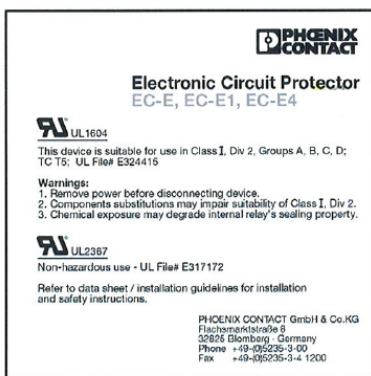 PHŒNIX
CONTACT
Electronic Circuit Protector
EC-E, EC-E1, EC-E4
UL1604
This device is suitable for use in Class I, Div 2, Groups A, B, C, D;
TC T5; UL File# E324415
Warnings:
1. Remove power before disconnecting device.
2. Components substitutions may impair suitability of Class I, Div 2.
3. Chemical exposure may degrade internal relay's sealing property.
UL2367
Non-hazardous use - UL File# E317172
Refer to data sheet / installation guidelines for installation
and safety instructions.
PHOENIX CONTACT GmbH & Co.KG
Flachsmarktstraße 8
32825 Blomberg - Germany
Phone +49-(0)5235-3-00
Fax +49-(0)5235-3-4 1200